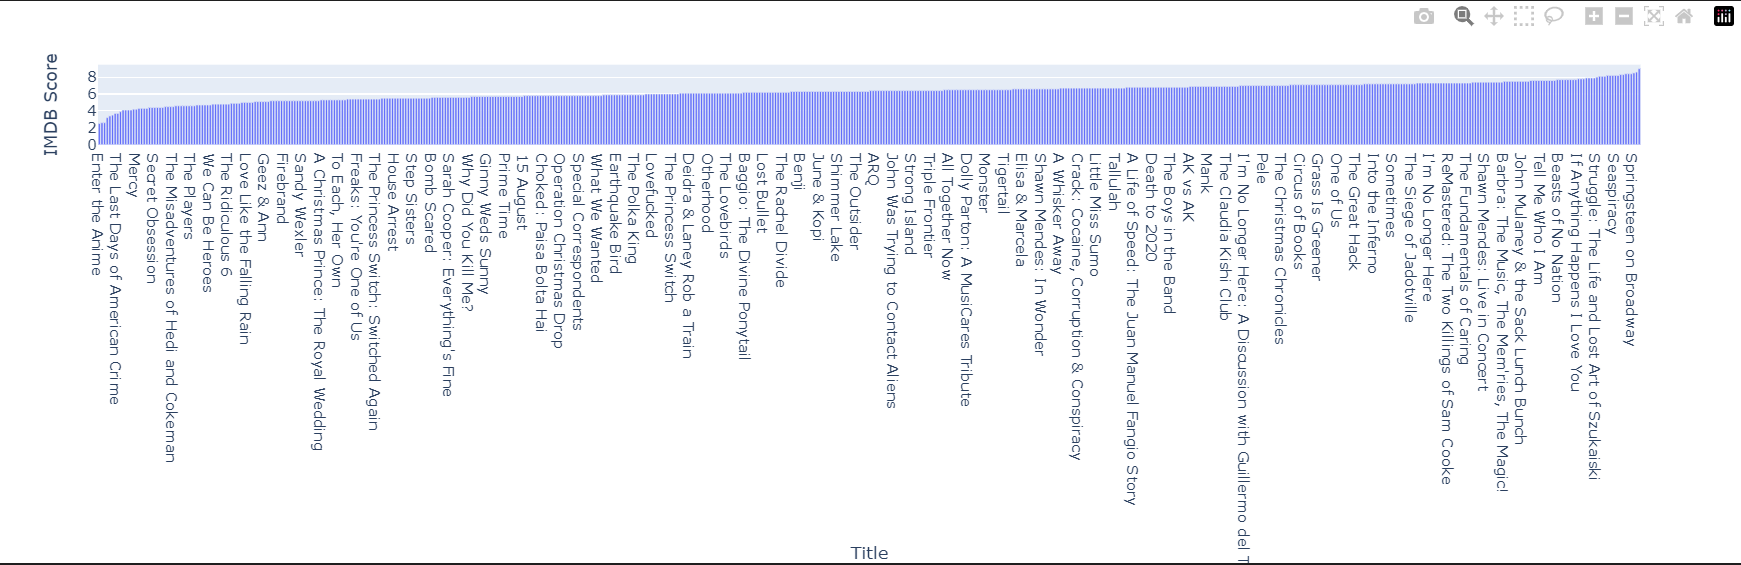 IMDB Score
8
6
4
2
0
Enter the Anime
The Last Days of American Crime
Mercy
Secret Obsession
The Misadventures of Hedi and Cokeman
The Players
We Can Be Heroes
The Ridiculous 6
Love Like the Falling Rain
Geez & Ann
Firebrand
Sandy Wexler
A Christmas Prince: The Royal Wedding
To Each, Her Own
Freaks: You're One of Us
The Princess Switch: Switched Again
House Arrest
Step Sisters
Bomb Scared
Sarah Cooper: Everything's Fine
Why Did You Kill Me?
Ginny Weds Sunny
Prime Time
15 August
Choked: Paisa Bolta Hai
Operation Christmas Drop
Special Correspondents
What We Wanted
Earthquake Bird
The Polka King
Lovefucked
The Princess Switch
Deidra & Laney Rob a Train
Otherhood
The Lovebirds
Baggio: The Divine Ponytail
Lost Bullet
The Rachel Divide
Benji
June & Kopi
Shimmer Lake
The Outsider
ARQ
John Was Trying to Contact Aliens
Strong Island
Triple Frontier
All Together Now
Dolly Parton: A MusiCares Tribute
Monster
Tigertail
Elisa & Marcela
Shawn Mendes: In Wonder
A Whisker Away
Crack: Cocaine, Corruption & Conspiracy
Little Miss Sumo
Tallulah
A Life of Speed: The Juan Manuel Fangio Story
Death to 2020
The Boys in the Band
AK vs AK
Mank
The Claudia Kishi Club
I'm No Longer Here: A Discussion with Guillermo del T
Pele
The Christmas Chronicles
Circus of Books
Grass Is Greener
One of Us
The Great Hack
Into the Inferno
Sometimes
The Siege of Jadotville
I'm No Longer Here
ReMastered: The Two Killings of Sam Cooke
The Fundamentals of Caring
Shawn Mendes: Live in Concert
Barbra: The Music, The Mem'ries, The Magic!
John Mulaney & the Sack Lunch Bunch
Tell Me Who I Am
Beasts of No Nation
If Anything Happens I Love You
Struggle: The Life and Lost Art of Szukaiski
Seaspiracy
Springsteen on Broadway
Title